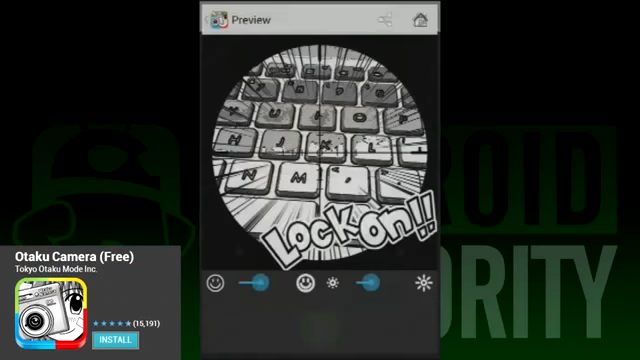 Preview
Y U I O P
H J K L
N M
Lock on!!
ROID
ORITY
Otaku Camera (Free)
Tokyo Otaku Mode Inc.
(15,191)
INSTALL